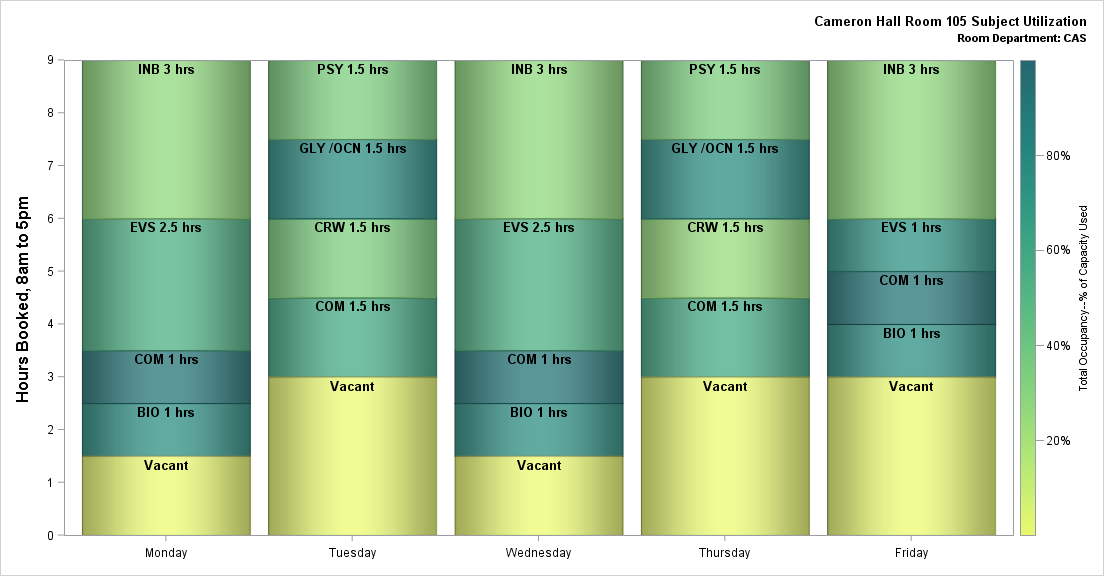 Cameron Hall Room 105 Subject Utilization
Room Department: CAS
Hours Booked, 8am to 5pm
9
8
7
6
5
4
3
2
1
0
INB 3 hrs
EVS 2.5 hrs
COM 1 hrs
BIO 1 hrs
Vacant
Monday
PSY 1.5 hrs
GLY /OCN 1.5 hrs
CRW 1.5 hrs
COM 1.5 hrs
Vacant
Tuesday
INB 3 hrs
EVS 2.5 hrs
COM 1 hrs
BIO 1 hrs
Vacant
Wednesday
PSY 1.5 hrs
GLY /OCN 1.5 hrs
CRW 1.5 hrs
COM 1.5 hrs
Vacant
Thursday
INB 3 hrs
EVS 1 hrs
COM 1 hrs
BIO 1 hrs
Vacant
Friday
80%
60%
40%
20%
Total Occupancy--% of Capacity Used